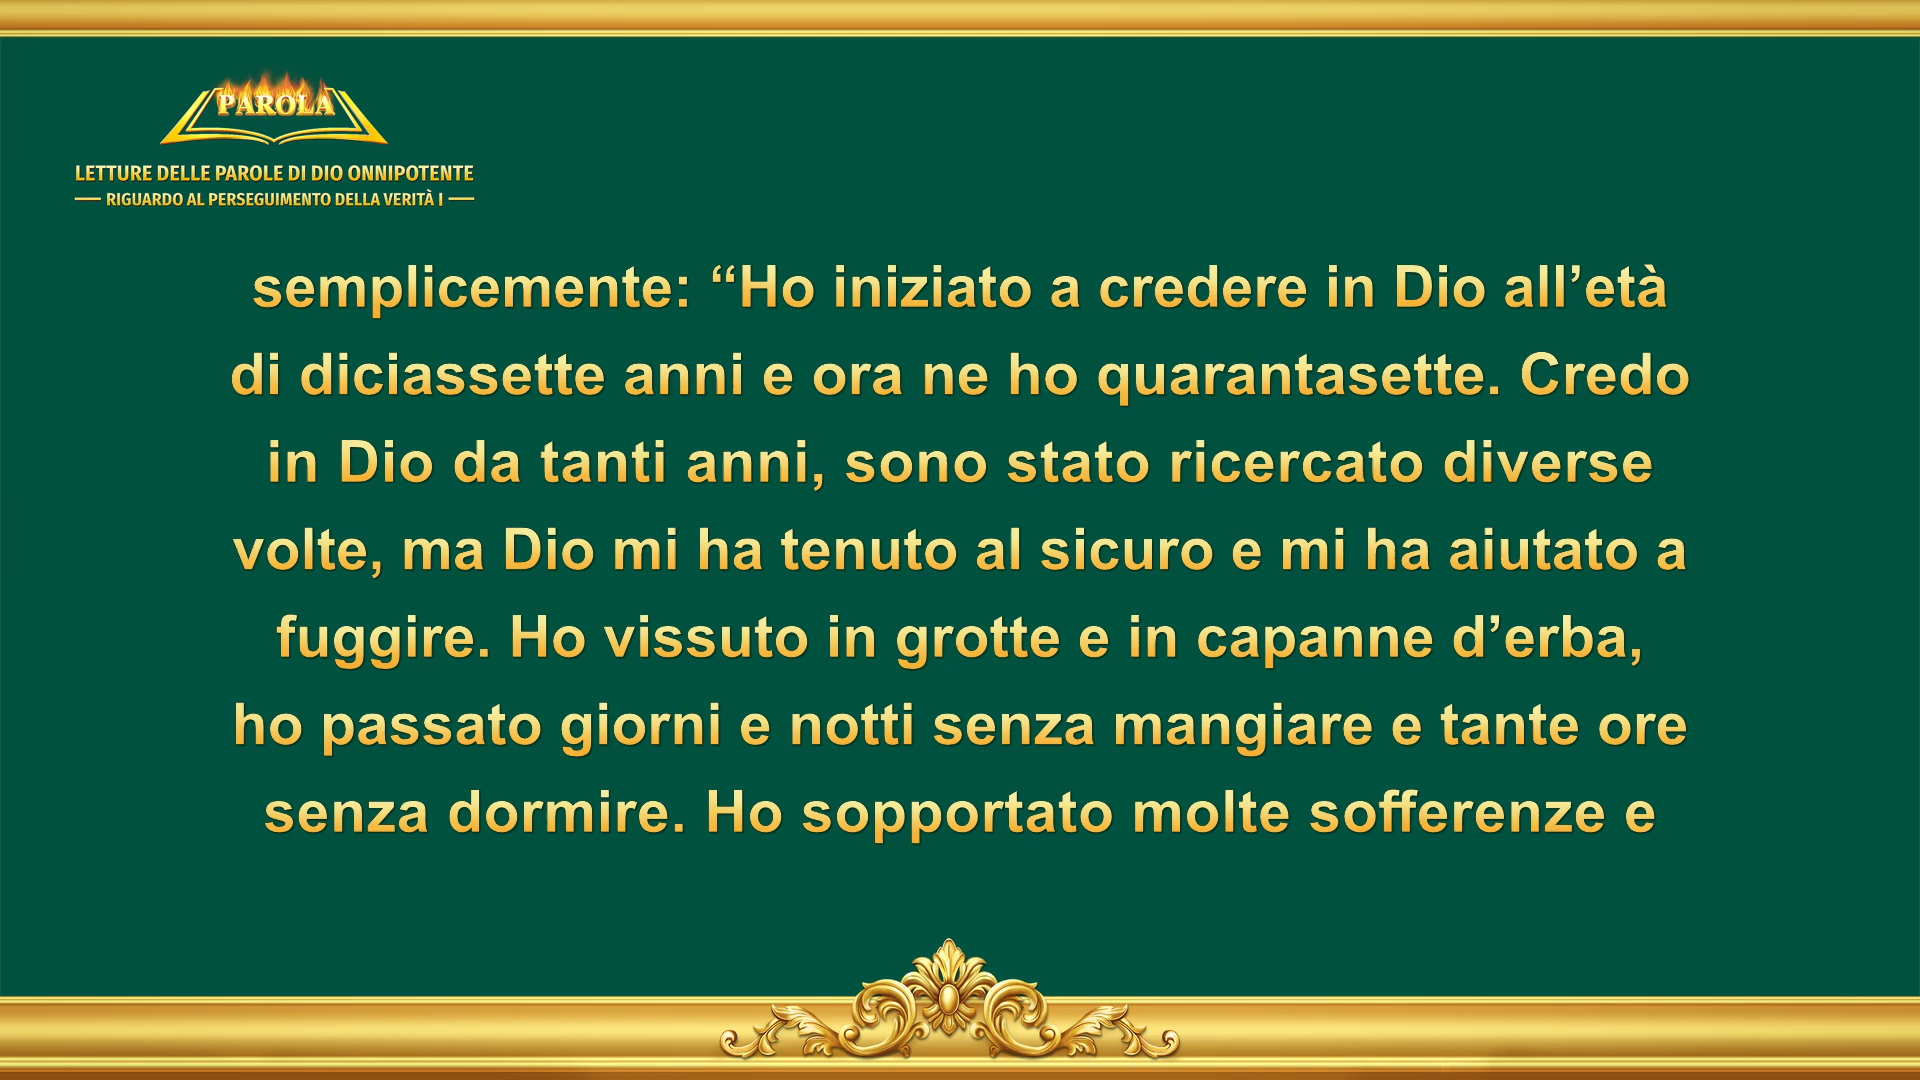 PAROLA
LETTURE DELLE PAROLE DI DIO ONNIPOTENTE
RIGUARDO AL PERSEGUIMENTO DELLA VERITÀ I
semplicemente: “Ho iniziato a credere in Dio all’età
di diciassette anni e ora ne ho quarantasette. Credo
in Dio da tanti anni, sono stato ricercato diverse
volte, ma Dio mi ha tenuto al sicuro e mi ha aiutato a
fuggire. Ho vissuto in grotte e in capanne d’erba,
ho passato giorni e notti senza mangiare e tante ore
senza dormire. Ho sopportato molte sofferenze e